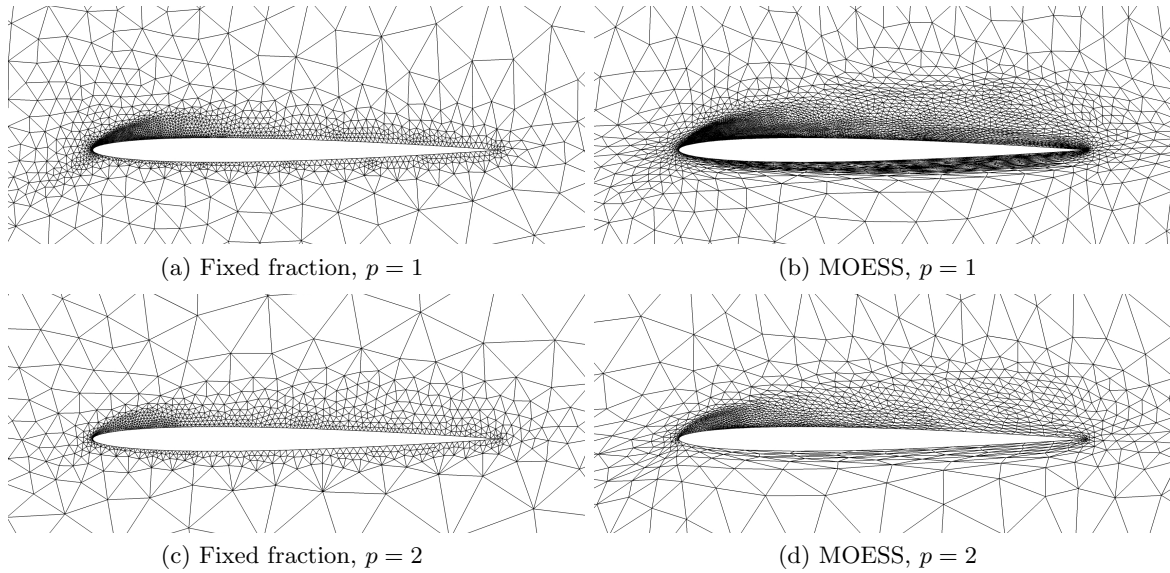 (a) Fixed fraction, p = 1
(b) MOESS, p = 1
(c) Fixed fraction, p = 2
(d) MOESS, p = 2